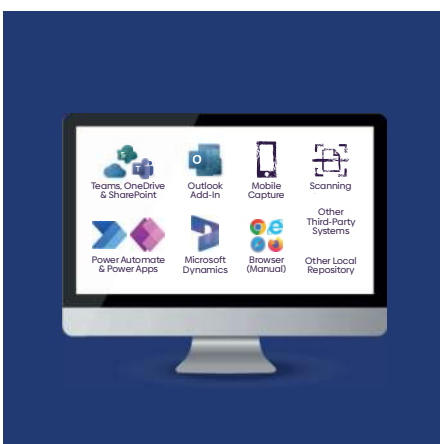 Teams, OneDrive
& SharePoint
Outlook
Add-In
Mobile
Capture
Scanning
Power Automate
& Power Apps
Microsoft
Dynamics
Browser
(Manual)
Other
Third-Party
Systems
Other Local
Repository